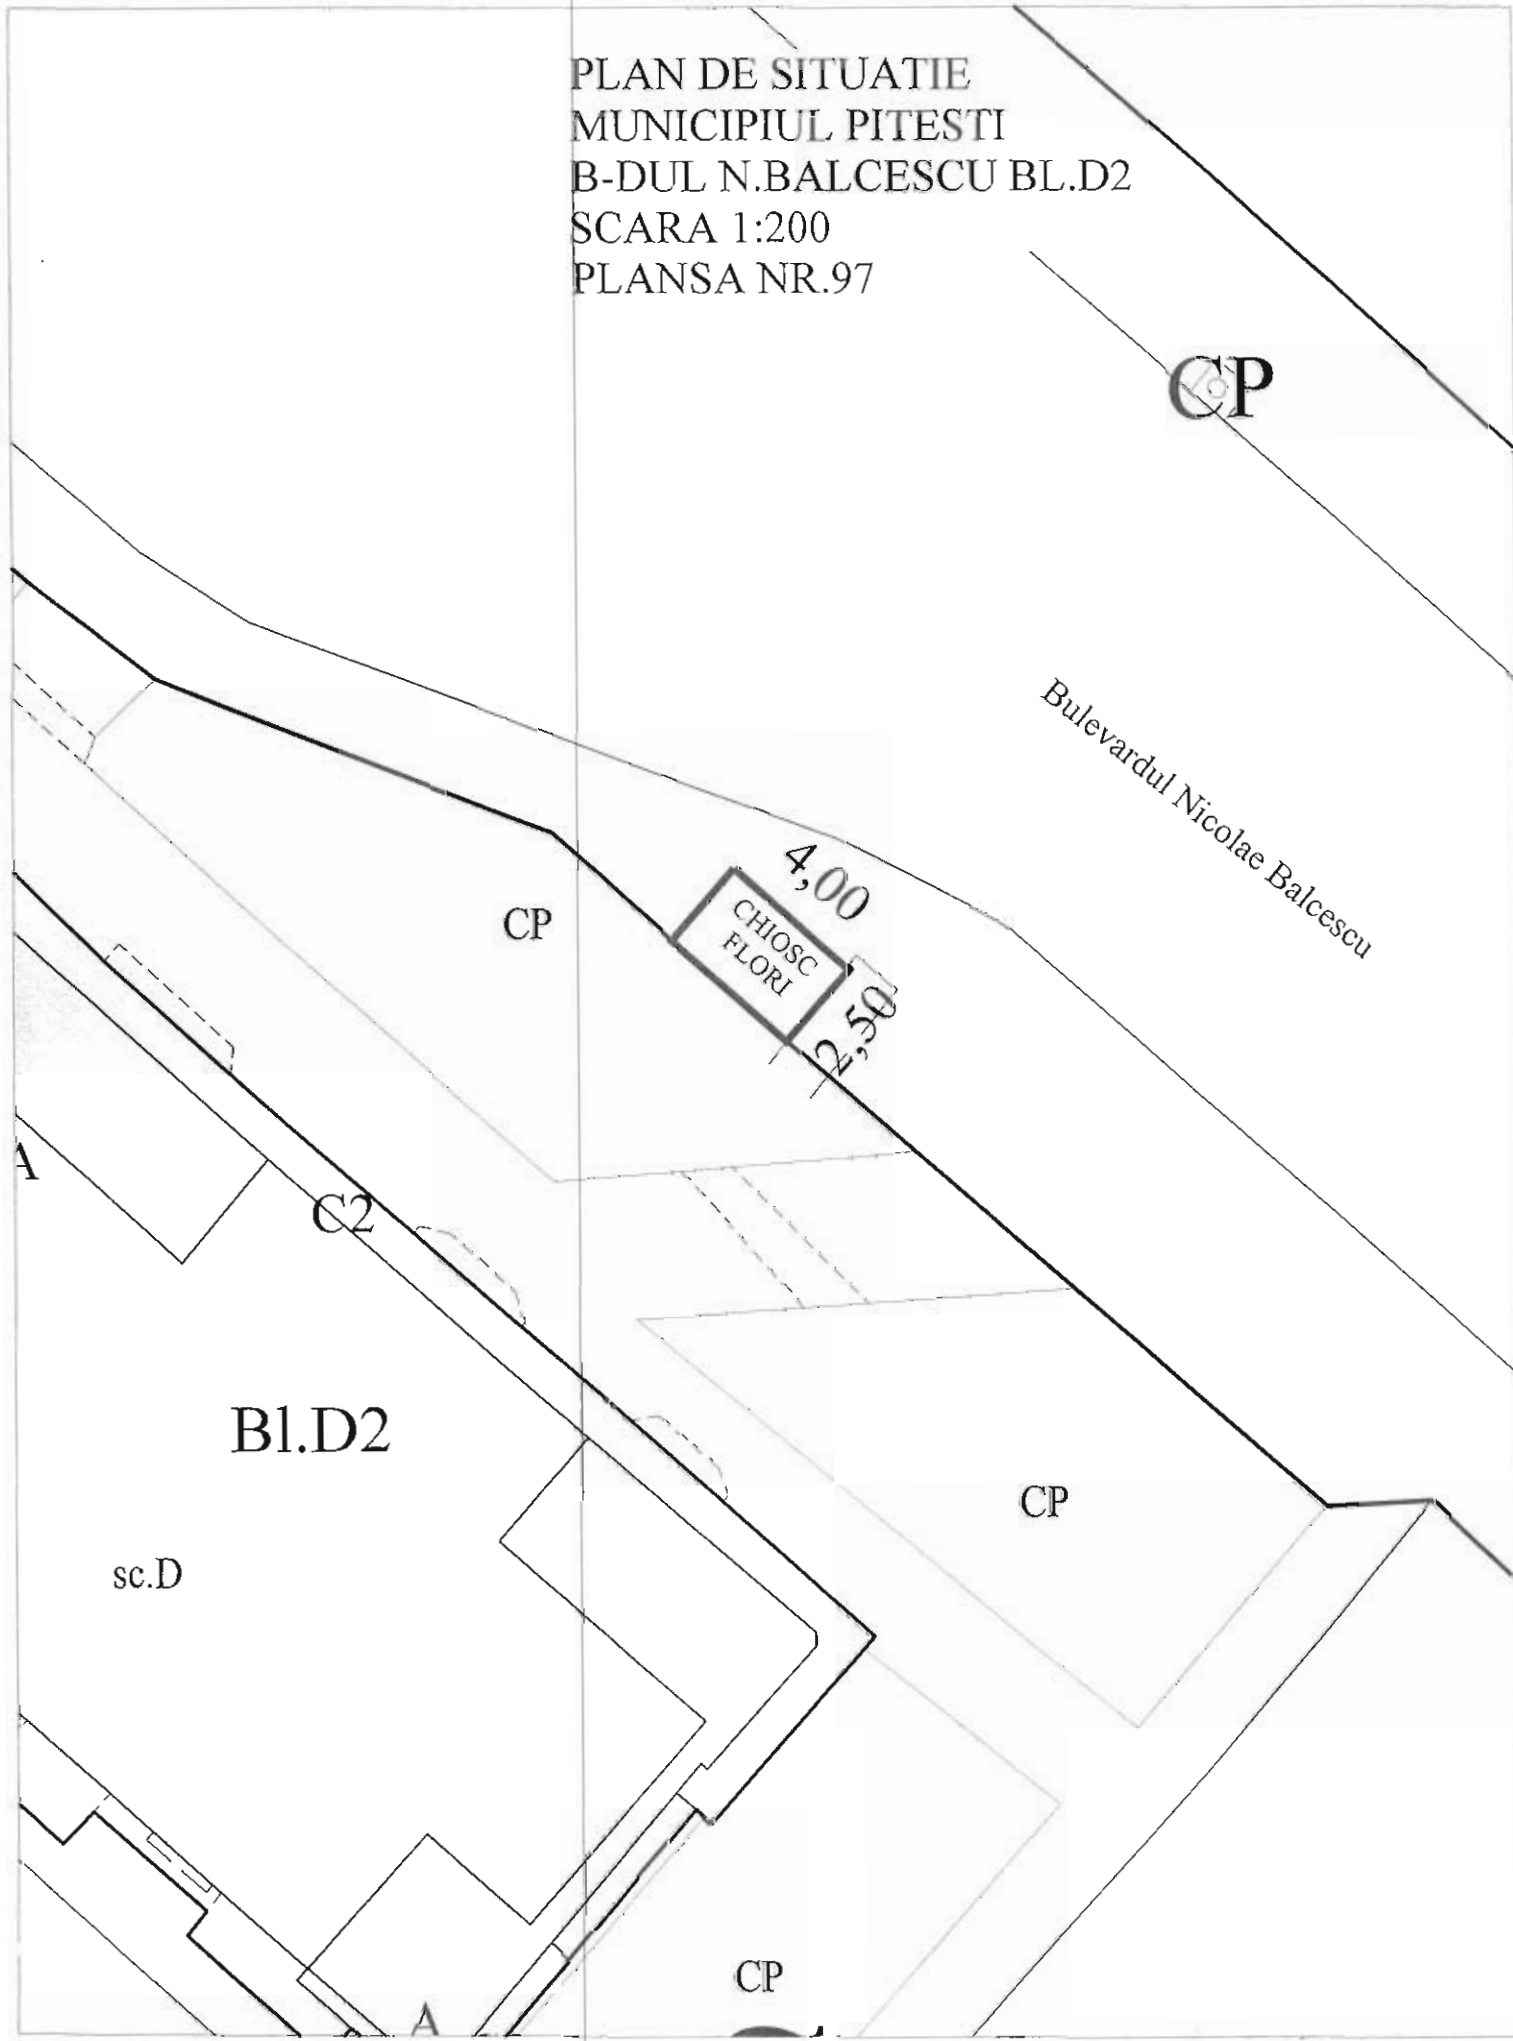 PLAN DE SITUATIE
MUNICIPIUL PITESTI
B-DUL N.BALCESCU BL.D2
SCARA 1:200
PLANSA NR.97
CP
Bulevardul Nicolae Balcescu
4,00
CHIOSC
FLORI
2,50
CP
A
C2
Bl.D2
CP
sc.D
CP
A